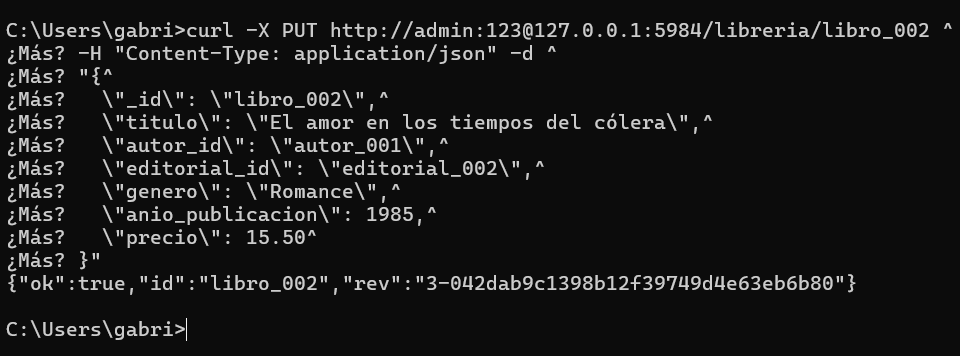 C:\Users\gabri>curl -X PUT http://admin:123@127.0.0.1:5984/libreria/libro_002 ^
¿Más? -H "Content-Type: application/json" -d ^
¿Más? "{^
¿Más?   \"_id\": \"libro_002\",^
¿Más?   \"titulo\": \"El amor en los tiempos del cólera\",^
¿Más?   \"autor_id\": \"autor_001\",^
¿Más?   \"editorial_id\": \"editorial_002\",^
¿Más?   \"genero\": \"Romance\",^
¿Más?   \"anio_publicacion\": 1985,^
¿Más?   \"precio\": 15.50^
¿Más? }"
{"ok":true,"id":"libro_002","rev":"3-042dab9c1398b12f39749d4e63eb6b80"}
C:\Users\gabri>